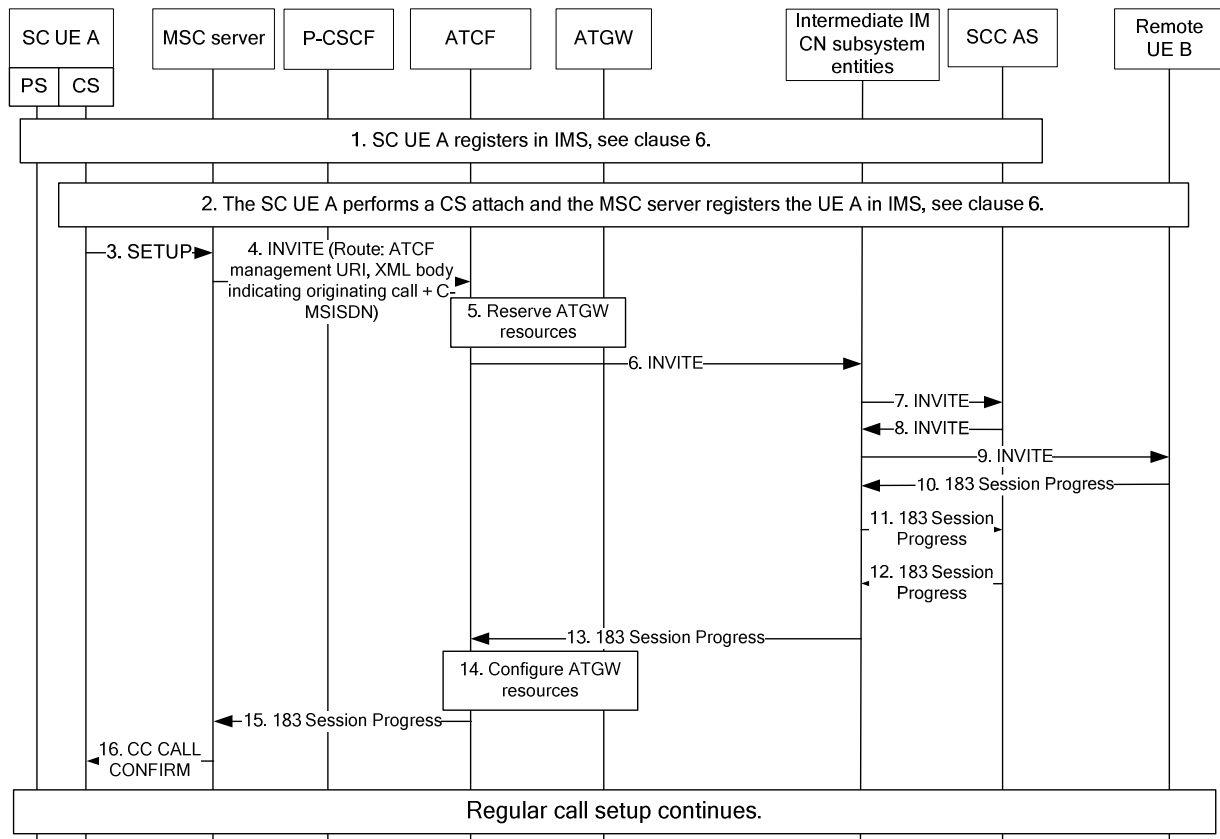 SC UE A
MSC server
P-CSCF
ATCF
ATGW
Intermediate IM
CN subsystem
entities
SCC AS
Remote
UE B
PS
CS
1. SC UE A registers in IMS, see clause 6.
2. The SC UE A performs a CS attach and the MSC server registers the UE A in IMS, see clause 6.
3. SETUP
4. INVITE (Route: ATCF
management URI, XML body
indicating originating call + C-
MSISDN)
5. Reserve ATGW
resources
6. INVITE
7. INVITE
8. INVITE
9. INVITE
10. 183 Session Progress
11. 183 Session
Progress
12. 183 Session
Progress
13. 183 Session Progress
14. Configure ATGW
resources
15. 183 Session Progress
16. CC CALL
CONFIRM
Regular call setup continues.